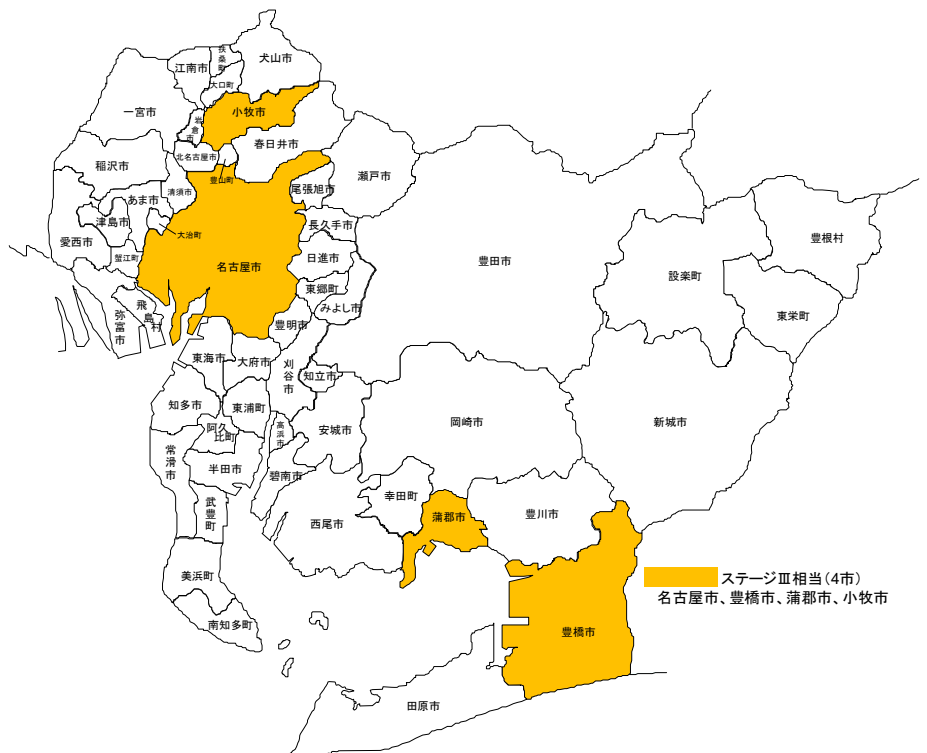 扶桑町
犬山市
江南市
大口町
一宮市
小牧市
岩倉市
春日井市
北名古屋市
稲沢市
豊山町
瀬戸市
尾張旭市
清須市
あま市
津島市
長久手市
大治町
愛西市
蟹江町
日進市
名古屋市
豊田市
豊根村
設楽町
東郷町
みよし市
東栄町
飛島村
弥富市
豊明市
東海市
大府市
刈谷市
知立市
知多市
東浦町
阿久比町
高浜市
安城市
岡崎市
新城市
常滑市
半田市
碧南市
幸田町
武豊町
西尾市
蒲郡市
豊川市
美浜町
ステージⅢ相当(4市)
名古屋市、豊橋市、蒲郡市、小牧市
南知多町
豊橋市
田原市